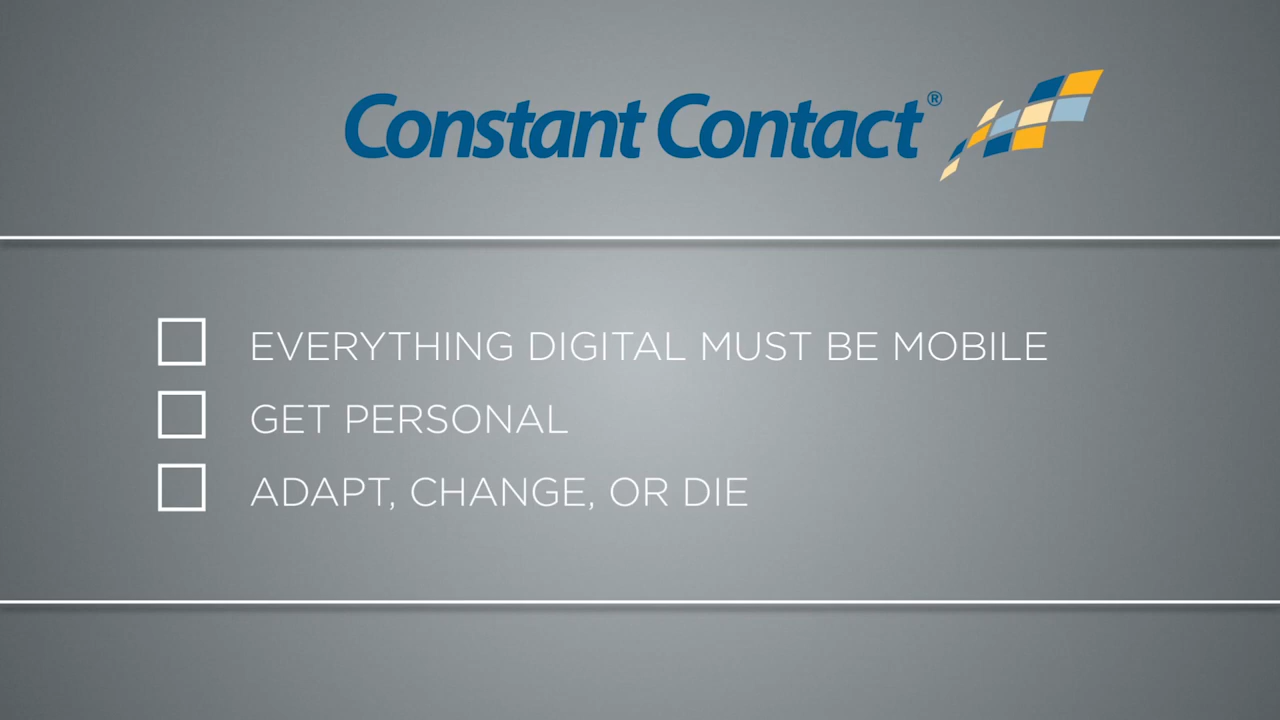 Constant Contact®
EVERYTHING DIGITAL MUST BE MOBILE
GET PERSONAL
ADAPT, CHANGE, OR DIE